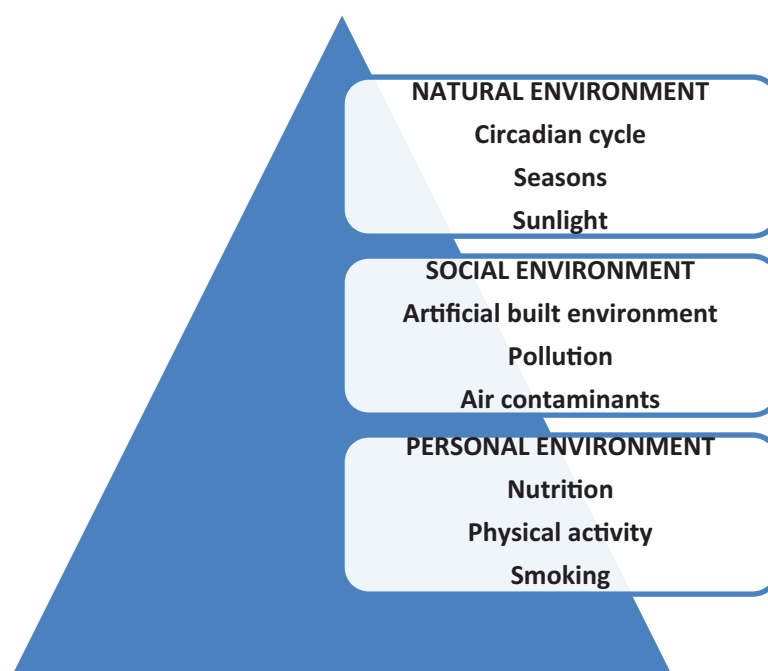 NATURAL ENVIRONMENT
Circadian cycle
Seasons
Sunlight
SOCIAL ENVIRONMENT
Artificial built environment
Pollution
Air contaminants
PERSONAL ENVIRONMENT
Nutrition
Physical activity
Smoking